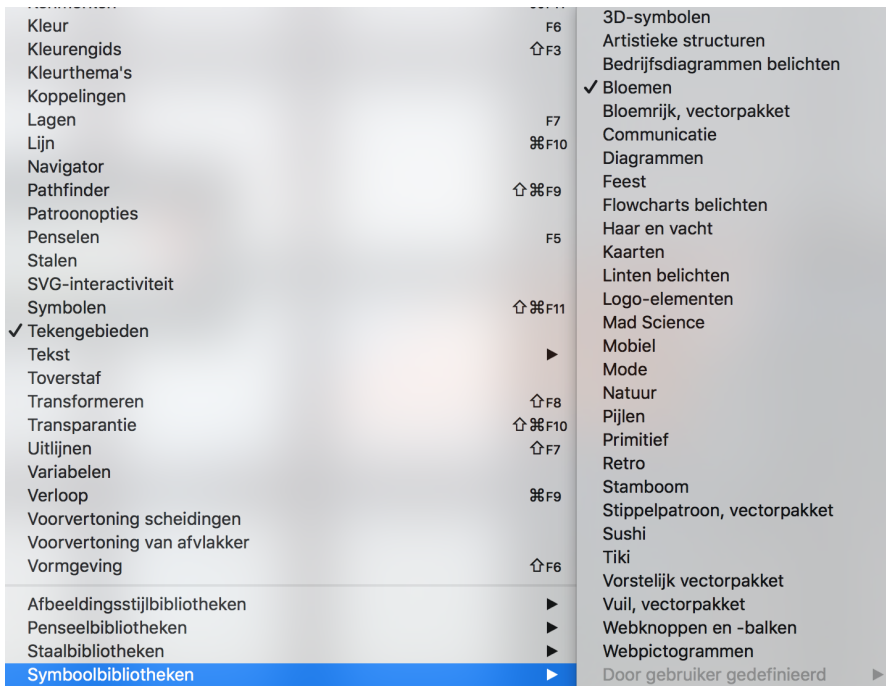 Kleur F6
Kleurengids ⇧F3
Kleurthema's
Koppelingen
Lagen F7
Lijn ⌘F10
Navigator
Pathfinder ⇧⌘F9
Patroonopties
Penselen F5
Stalen
SVG-interactiviteit
Symbolen ⇧⌘F11
✓ Tekengebieden
Tekst ▶
Toverstaf
Transformeren ⇧F8
Transparantie ⇧⌘F10
Uitlijnen ⇧F7
Variabelen
Verloop ⌘F9
Voorvertoning scheidingen
Voorvertoning van afvlakker
Vormgeving ⇧F6
Afbeeldingsstijlbibliotheken ▶
Penseelbibliotheken ▶
Staalbibliotheken ▶
Symboolbibliotheken ▶
3D-symbolen
Artistieke structuren
Bedrijfsdiagrammen belichten
✓ Bloemen
Bloemrijk, vectorpakket
Communicatie
Diagrammen
Feest
Flowcharts belichten
Haar en vacht
Kaarten
Linten belichten
Logo-elementen
Mad Science
Mobiel
Mode
Natuur
Pijlen
Primitief
Retro
Stamboom
Stippelpatroon, vectorpakket
Sushi
Tiki
Vorstelijk vectorpakket
Vuil, vectorpakket
Webknoppen en -balken
Webpictogrammen
Door gebruiker gedefinieerd ▶